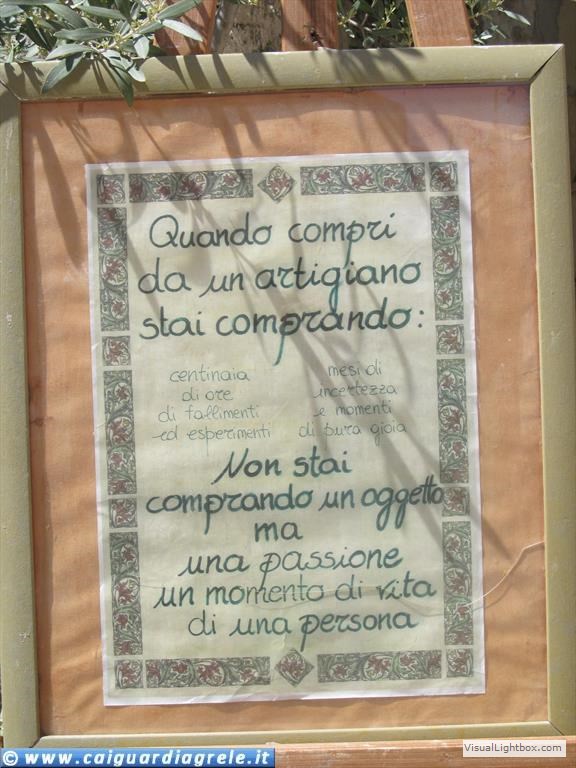 Quando compri
da un artigiano
stai comprando:
centinaia
di ore
di fallimenti
ed esperimenti
mesi di
incertezza
e momenti
di pura gioia
Non stai
comprando un oggetto
ma
una passione
un momento di vita
di una persona
© www.caiguardiagrele.it
VisualLightbox.com